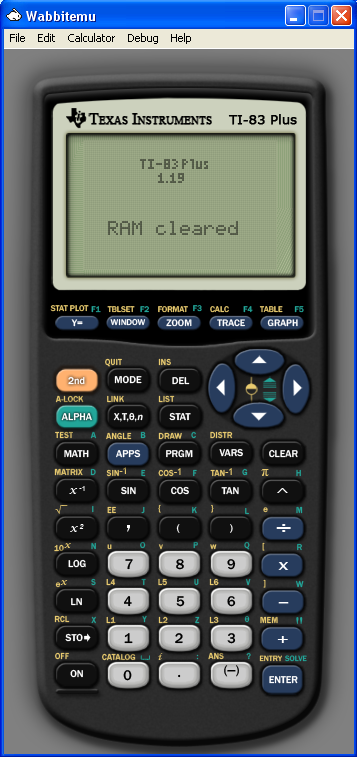 Wabbitemu
File Edit Calculator Debug Help
TEXAS INSTRUMENTS TI-83 Plus
TI-83 Plus
1.19
RAM cleared
STAT PLOT F1 TBLSET F2 FORMAT F3 CALC F4 TABLE F5
Y= WINDOW ZOOM TRACE GRAPH
QUIT INS
2nd MODE DEL
A-LOCK LINK LIST
ALPHA X,T,θ,n STAT
TEST A ANGLE B DRAW C DISTR
MATH APPS PRGM VARS CLEAR
MATRIX D SIN⁻¹ E COS⁻¹ F TAN⁻¹ G π H
x⁻¹ SIN COS TAN ^
√ I EE J { K } L e M
x² , ( ) ÷
10ˣ N u O v P w Q [ R
LOG 7 8 9 x
eˣ S L4 T L5 U L6 V ] W
LN 4 5 6 −
RCL X L1 Y L2 Z L3 θ MEM "
STO➔ 1 2 3 +
OFF CATALOG ⎵ i : ANS ? ENTRY SOLVE
ON 0 . (−) ENTER